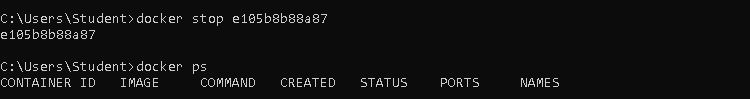 C:\Users\Student>docker stop e105b8b88a87
e105b8b88a87
C:\Users\Student>docker ps
CONTAINER ID   IMAGE     COMMAND   CREATED   STATUS    PORTS     NAMES